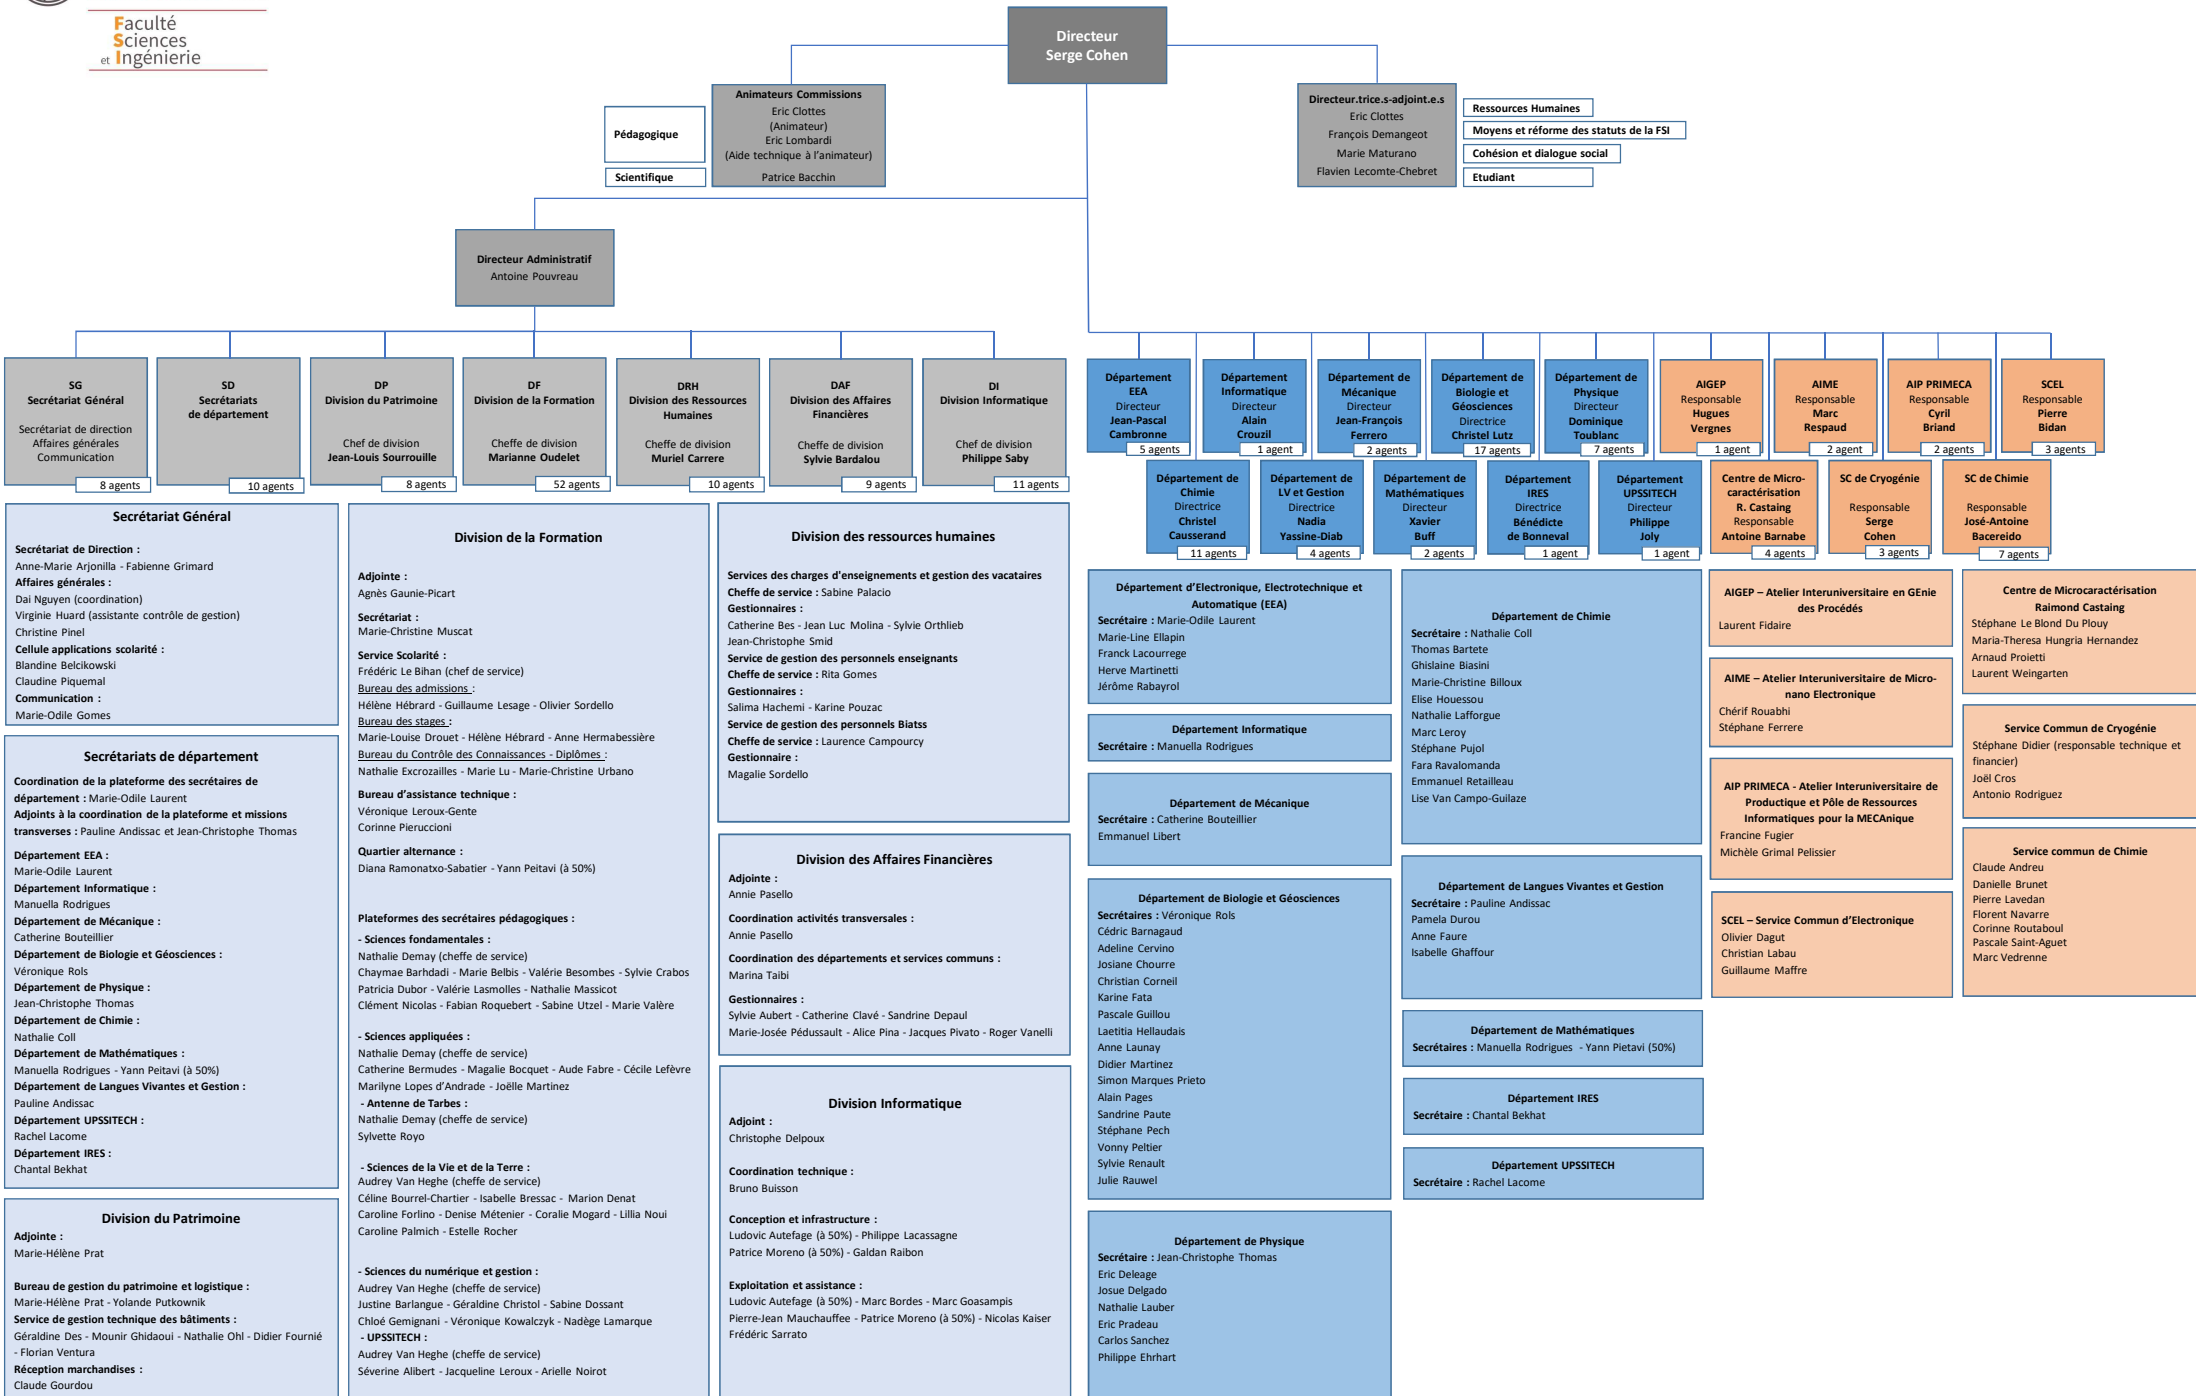 Faculté
Sciences
et Ingénierie
Directeur
Serge Cohen
Animateurs Commissions
Eric Clottes
(Animateur)
Eric Lombardi
(Aide technique à l'animateur)
Patrice Bacchin
Pédagogique
Scientifique
Directeur.trice.s-adjoint.e.s
Eric Clottes
François Demangeot
Marie Maturano
Flavien Lecomte-Chebret
Ressources Humaines
Moyens et réforme des statuts de la FSI
Cohésion et dialogue social
Etudiant
Directeur Administratif
Antoine Pouvreau
SG
Secrétariat Général
Secrétariat de direction
Affaires générales
Communication
8 agents
SD
Secrétariats
de département
10 agents
DP
Division du Patrimoine
Chef de division
Jean-Louis Sourrouille
8 agents
DF
Division de la Formation
Cheffe de division
Marianne Oudelet
52 agents
DRH
Division des Ressources
Humaines
Cheffe de division
Muriel Carrere
10 agents
DAF
Division des Affaires
Financières
Cheffe de division
Sylvie Bardalou
9 agents
DI
Division Informatique
Chef de division
Philippe Saby
11 agents
Département
EEA
Directeur
Jean-Pascal
Cambronne
5 agents
Département
Informatique
Directeur
Alain
Crouzil
1 agent
Département de
Mécanique
Directeur
Jean-François
Ferrero
2 agents
Département de
Biologie et
Géosciences
Directrice
Christel Lutz
17 agents
Département de
Physique
Directeur
Dominique
Toublanc
7 agents
AIGEP
Responsable
Hugues
Vergnes
1 agent
AIME
Responsable
Marc
Respaud
2 agent
AIP PRIMECA
Responsable
Cyril
Briand
2 agents
SCEL
Responsable
Pierre
Bidan
3 agents
Département de
Chimie
Directrice
Christel
Causserand
11 agents
Département de
LV et Gestion
Directrice
Nadia
Yassine-Diab
4 agents
Département de
Mathématiques
Directeur
Xavier
Buff
2 agents
Département
IRES
Directrice
Bénédicte
de Bonneval
1 agent
Département
UPSSITECH
Directeur
Philippe
Joly
1 agent
Centre de Micro-
caractérisation
R. Castaing
Responsable
Antoine Barnabe
4 agents
SC de Cryogénie
Responsable
Serge
Cohen
3 agents
SC de Chimie
Responsable
José-Antoine
Bacereido
7 agents
Secrétariat Général
Secrétariat de Direction :
Anne-Marie Arjonilla - Fabienne Grimard
Affaires générales :
Dai Nguyen (coordination)
Virginie Huard (assistante contrôle de gestion)
Christine Pinel
Cellule applications scolarité :
Blandine Belcikowski
Claudine Piquemal
Communication :
Marie-Odile Gomes
Secrétariats de département
Coordination de la plateforme des secrétaires de
département : Marie-Odile Laurent
Adjoints à la coordination de la plateforme et missions
transverses : Pauline Andissac et Jean-Christophe Thomas
Département EEA :
Marie-Odile Laurent
Département Informatique :
Manuella Rodrigues
Département de Mécanique :
Catherine Bouteillier
Département de Biologie et Géosciences :
Véronique Rols
Département de Physique :
Jean-Christophe Thomas
Département de Chimie :
Nathalie Coll
Département de Mathématiques :
Manuella Rodrigues - Yann Peitavi (à 50%)
Département de Langues Vivantes et Gestion :
Pauline Andissac
Département UPSSITECH :
Rachel Lacome
Département IRES :
Chantal Bekhat
Division du Patrimoine
Adjointe :
Marie-Hélène Prat
Bureau de gestion du patrimoine et logistique :
Marie-Hélène Prat - Yolande Putkownik
Service de gestion technique des bâtiments :
Géraldine Des - Mounir Ghidaoui - Nathalie Ohl - Didier Fournié
- Florian Ventura
Réception marchandises :
Claude Gourdou
Division de la Formation
Adjointe :
Agnès Gaunie-Picart
Secrétariat :
Marie-Christine Muscat
Service Scolarité :
Frédéric Le Bihan (chef de service)
Bureau des admissions :
Hélène Hébrard - Guillaume Lesage - Olivier Sordello
Bureau des stages :
Marie-Louise Drouet - Hélène Hébrard - Anne Hermabessière
Bureau du Contrôle des Connaissances - Diplômes :
Nathalie Excrozailles - Marie Lu - Marie-Christine Urbano
Bureau d'assistance technique :
Véronique Leroux-Gente
Corinne Pieruccioni
Quartier alternance :
Diana Ramonatxo-Sabatier - Yann Peitavi (à 50%)
Plateformes des secrétaires pédagogiques :
- Sciences fondamentales :
Nathalie Demay (cheffe de service)
Chaymae Barhdadi - Marie Belbis - Valérie Besombes - Sylvie Crabos
Patricia Dubor - Valérie Lasmolles - Nathalie Massicot
Clément Nicolas - Fabian Roquebert - Sabine Utzel - Marie Valère
- Sciences appliquées :
Nathalie Demay (cheffe de service)
Catherine Bermudes - Magalie Bocquet - Aude Fabre - Cécile Lefèvre
Marilyne Lopes d'Andrade - Joëlle Martinez
- Antenne de Tarbes :
Nathalie Demay (cheffe de service)
Sylvette Royo
- Sciences de la Vie et de la Terre :
Audrey Van Heghe (cheffe de service)
Céline Bourrel-Chartier - Isabelle Bressac - Marion Denat
Caroline Forlino - Denise Métenier - Coralie Mogard - Lillia Noui
Caroline Palmich - Estelle Rocher
- Sciences du numérique et gestion :
Audrey Van Heghe (cheffe de service)
Justine Barlangue - Géraldine Christol - Sabine Dossant
Chloé Gemignani - Véronique Kowalczyk - Nadège Lamarque
- UPSSITECH :
Audrey Van Heghe (cheffe de service)
Séverine Alibert - Jacqueline Leroux - Arielle Noirot
Division des ressources humaines
Services des charges d'enseignements et gestion des vacataires
Cheffe de service : Sabine Palacio
Gestionnaires :
Catherine Bes - Jean Luc Molina - Sylvie Orthlieb
Jean-Christophe Smid
Service de gestion des personnels enseignants
Cheffe de service : Rita Gomes
Gestionnaires :
Salima Hachemi - Karine Pouzac
Service de gestion des personnels Biatss
Cheffe de service : Laurence Campourcy
Gestionnaire :
Magalie Sordello
Division des Affaires Financières
Adjointe :
Annie Pasello
Coordination activités transversales :
Annie Pasello
Coordination des départements et services communs :
Marina Taibi
Gestionnaires :
Sylvie Aubert - Catherine Clavé - Sandrine Depaul
Marie-Josée Pédussault - Alice Pina - Jacques Pivato - Roger Vanelli
Division Informatique
Adjoint :
Christophe Delpoux
Coordination technique :
Bruno Buisson
Conception et infrastructure :
Ludovic Autefage (à 50%) - Philippe Lacassagne
Patrice Moreno (à 50%) - Galdan Raibon
Exploitation et assistance :
Ludovic Autefage (à 50%) - Marc Bordes - Marc Goasampis
Pierre-Jean Mauchauffee - Patrice Moreno (à 50%) - Nicolas Kaiser
Frédéric Sarrato
Département d'Electronique, Electrotechnique et
Automatique (EEA)
Secrétaire : Marie-Odile Laurent
Marie-Line Ellapin
Franck Lacourrege
Herve Martinetti
Jérôme Rabayrol
Département Informatique
Secrétaire : Manuella Rodrigues
Département de Mécanique
Secrétaire : Catherine Bouteillier
Emmanuel Libert
Département de Biologie et Géosciences
Secrétaires : Véronique Rols
Cédric Barnagaud
Adeline Cervino
Josiane Chourre
Christian Corneil
Karine Fata
Pascale Guillou
Laetitia Hellaudais
Anne Launay
Didier Martinez
Simon Marques Prieto
Alain Pages
Sandrine Paute
Stéphane Pech
Vonny Peltier
Sylvie Renault
Julie Rauwel
Département de Physique
Secrétaire : Jean-Christophe Thomas
Eric Deleage
Josue Delgado
Nathalie Lauber
Eric Pradeau
Carlos Sanchez
Philippe Ehrhart
Département de Chimie
Secrétaire : Nathalie Coll
Thomas Bartete
Ghislaine Biasini
Marie-Christine Billoux
Elise Houessou
Nathalie Lafforgue
Marc Leroy
Stéphane Pujol
Fara Ravalomanda
Emmanuel Retailleau
Lise Van Campo-Guilaze
Département de Langues Vivantes et Gestion
Secrétaire : Pauline Andissac
Pamela Durou
Anne Faure
Isabelle Ghaffour
Département de Mathématiques
Secrétaires : Manuella Rodrigues - Yann Pietavi (50%)
Département IRES
Secrétaire : Chantal Bekhat
Département UPSSITECH
Secrétaire : Rachel Lacome
AIGEP – Atelier Interuniversitaire en GEnie
des Procédés
Laurent Fidaire
AIME – Atelier Interuniversitaire de Micro-
nano Electronique
Chérif Rouabhi
Stéphane Ferrere
AIP PRIMECA - Atelier Interuniversitaire de
Productique et Pôle de Ressources
Informatiques pour la MECAnique
Francine Fugier
Michèle Grimal Pelissier
SCEL – Service Commun d'Electronique
Olivier Dagut
Christian Labau
Guillaume Maffre
Centre de Microcaractérisation
Raimond Castaing
Stéphane Le Blond Du Plouy
Maria-Theresa Hungria Hernandez
Arnaud Proietti
Laurent Weingarten
Service Commun de Cryogénie
Stéphane Didier (responsable technique et
financier)
Joël Cros
Antonio Rodriguez
Service commun de Chimie
Claude Andreu
Danielle Brunet
Pierre Lavedan
Florent Navarre
Corinne Routaboul
Pascale Saint-Aguet
Marc Vedrenne